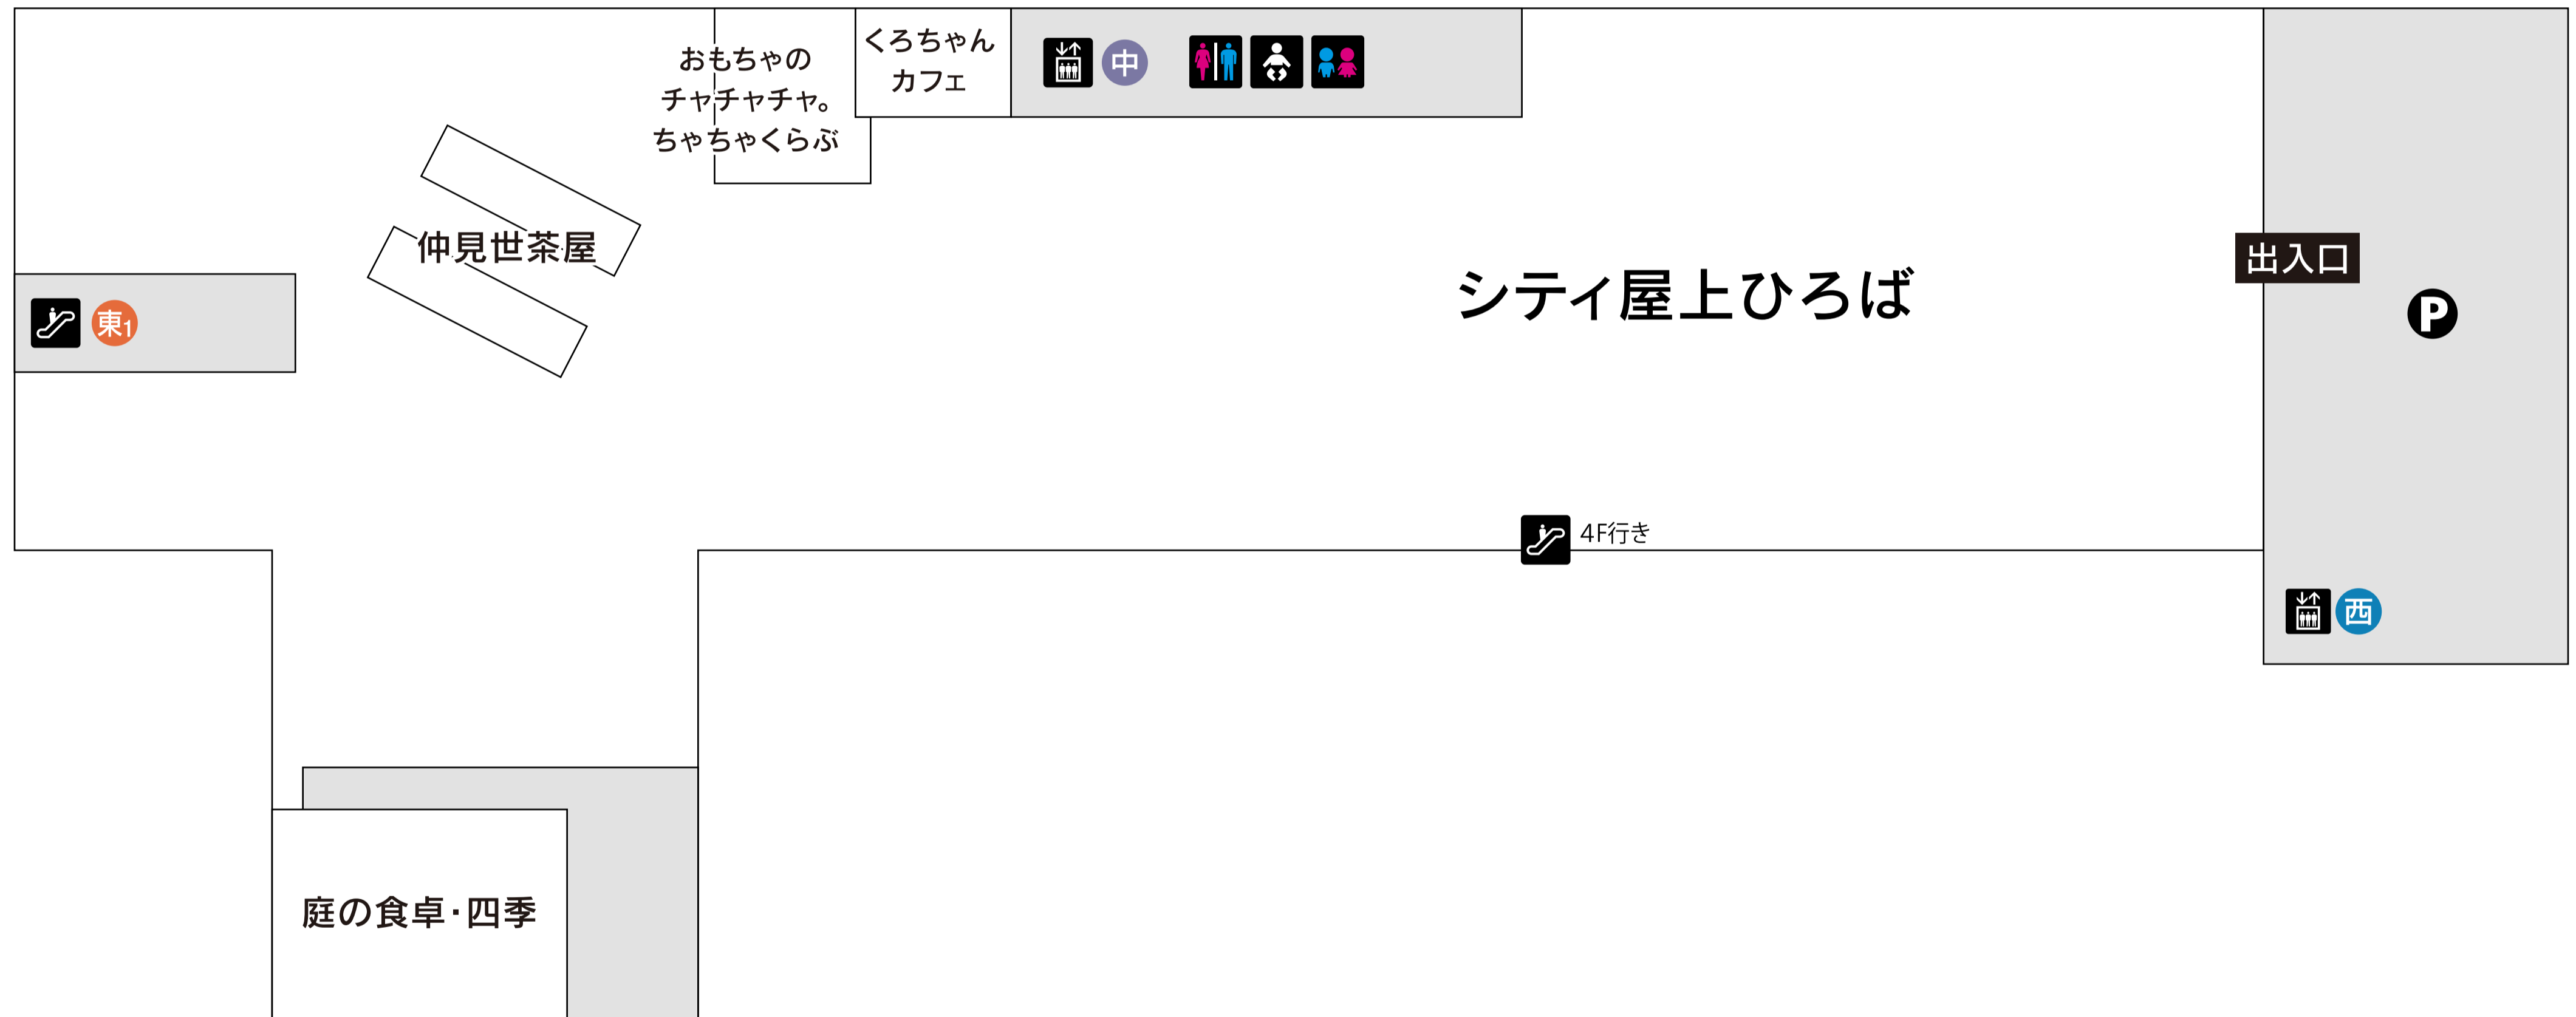 おもちゃの
チャチャチャ。
ちゃちゃくらぶ
くろちゃん
カフェ
中
仲見世茶屋
シティ屋上ひろば
出入口
P
東1
4F行き
西
庭の食卓・四季